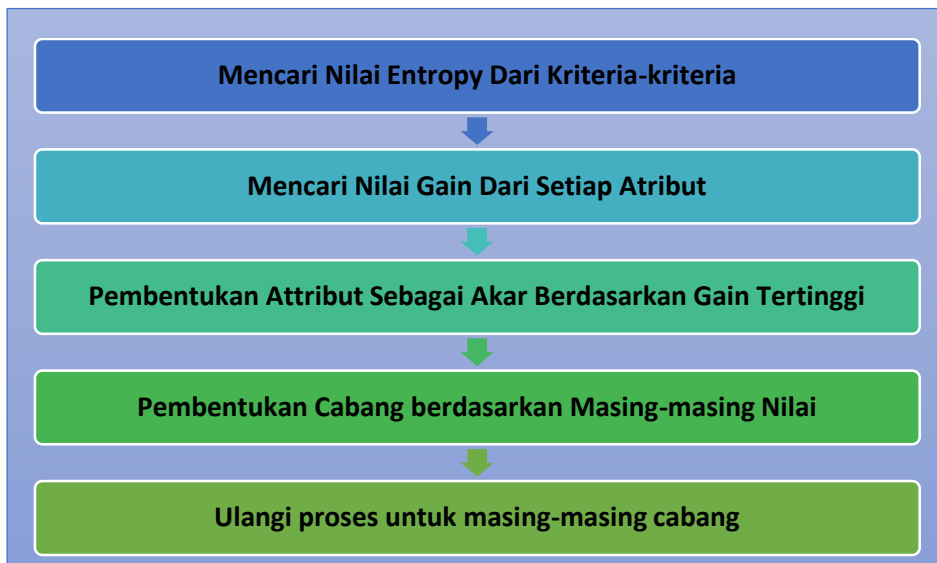 Mencari Nilai Entropy Dari Kriteria-kriteria
Mencari Nilai Gain Dari Setiap Atribut
Pembentukan Attribut Sebagai Akar Berdasarkan Gain Tertinggi
Pembentukan Cabang berdasarkan Masing-masing Nilai
Ulangi proses untuk masing-masing cabang